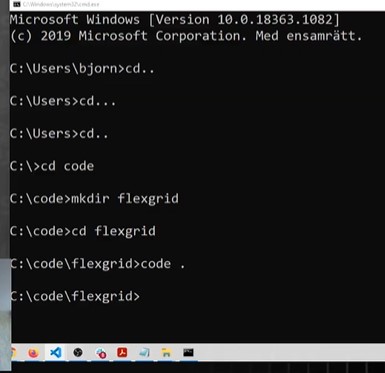 C:\Windows\system32\cmd.exe
Microsoft Windows [Version 10.0.18363.1082]
(c) 2019 Microsoft Corporation. Med ensamrätt.
C:\Users\bjorn>cd..
C:\Users>cd...
C:\Users>cd..
C:\>cd code
C:\code>mkdir flexgrid
C:\code>cd flexgrid
C:\code\flexgrid>code .
C:\code\flexgrid>